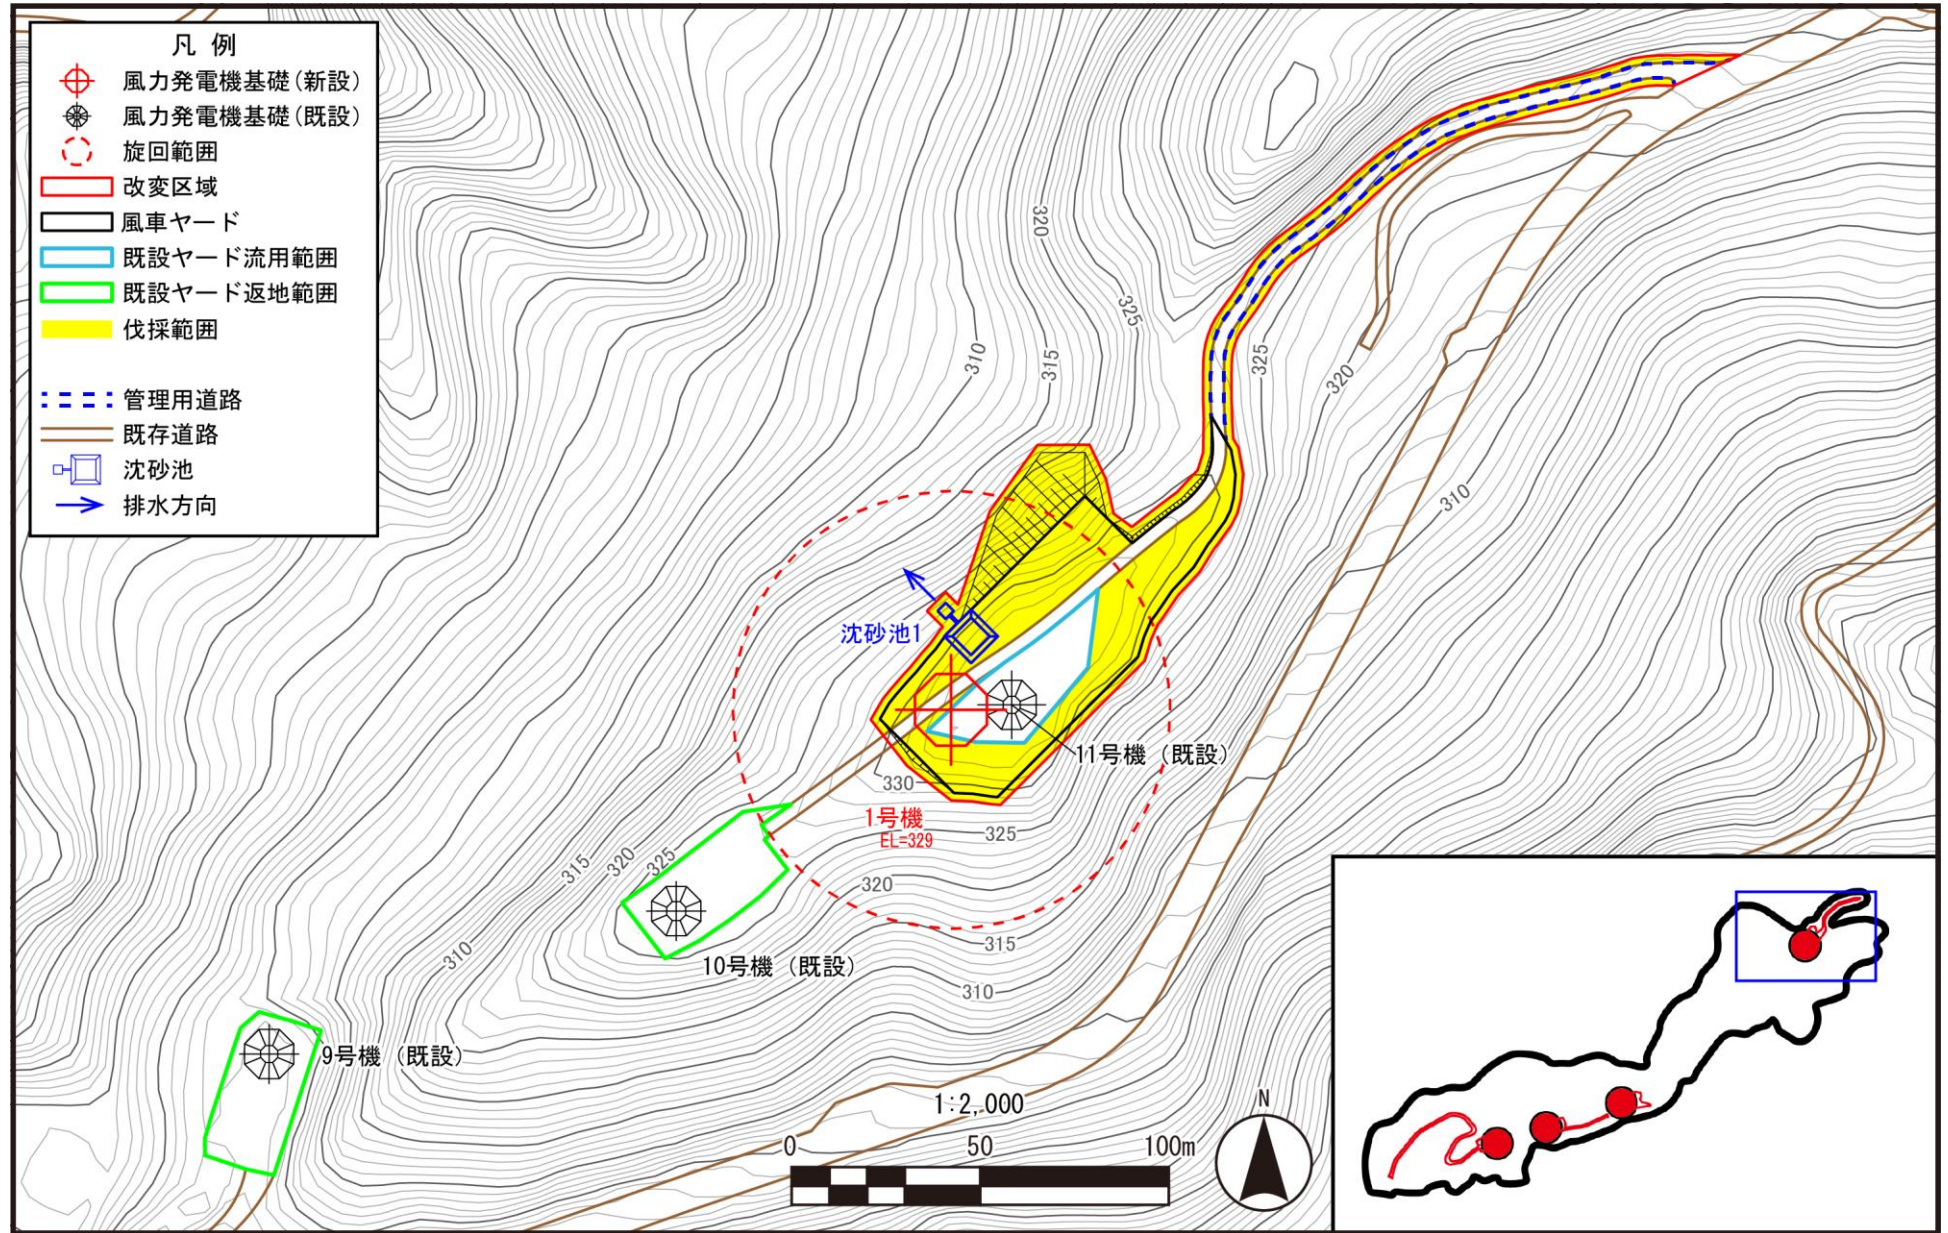 凡 例
風力発電機基礎(新設)
風力発電機基礎(既設)
旋回範囲
改変区域
風車ヤード
既設ヤード流用範囲
既設ヤード返地範囲
伐採範囲
管理用道路
既存道路
沈砂池
排水方向
320
325
310
315
325
320
310
沈砂池1
11号機（既設）
330
1号機
EL=329
325
315
320
325
320
10号機（既設）
315
310
310
9号機（既設）
1:2,000
0 50 100m
N